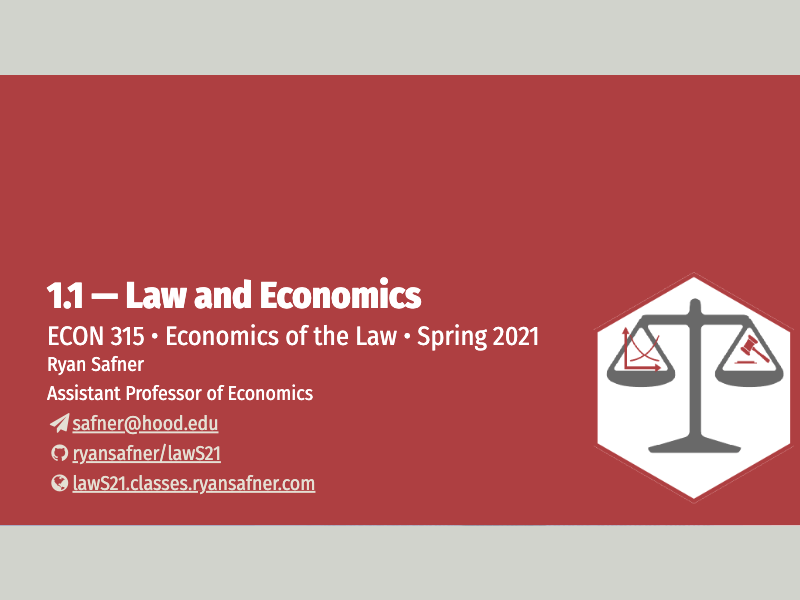 1.1 — Law and Economics
ECON 315 • Economics of the Law • Spring 2021
Ryan Safner
Assistant Professor of Economics
safner@hood.edu
ryansafner/lawS21
lawS21.classes.ryansafner.com